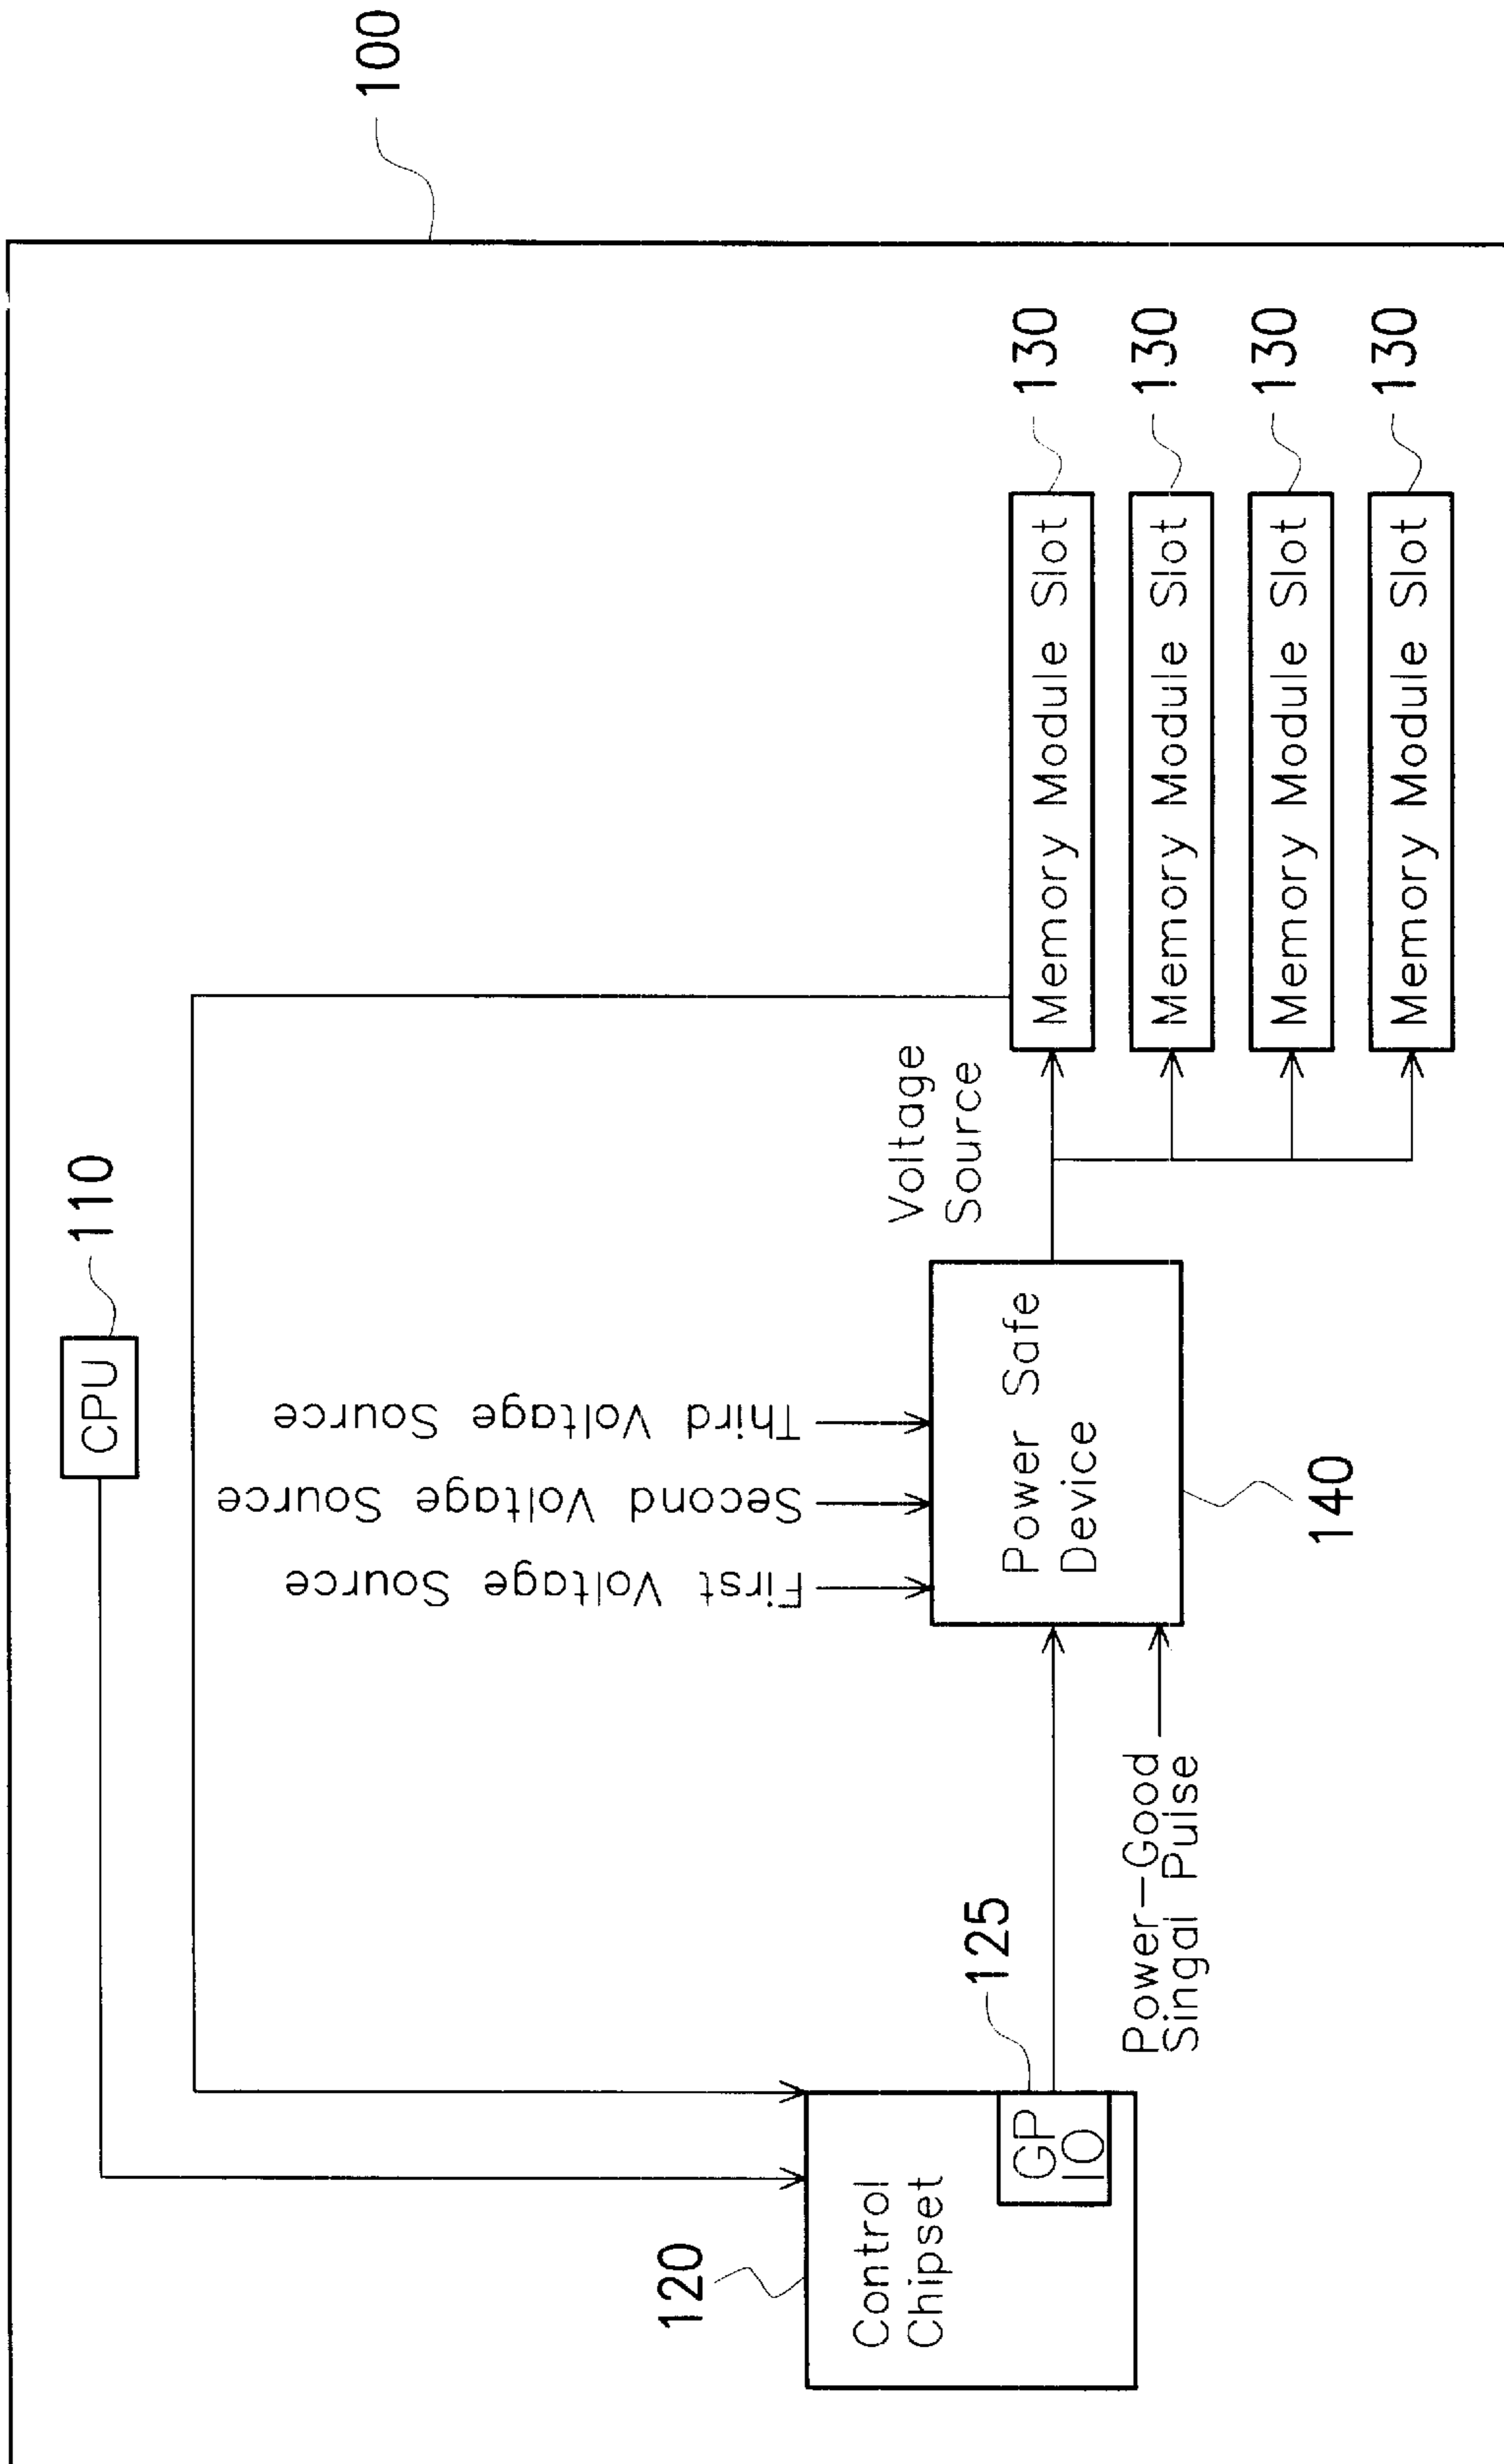 100
CPU
110
Third Voltage Source
Second Voltage Source
First Voltage Source
120
Control
Chipset
GP
IO
125
Power-Good
Singal Pulse
Power Safe
Device
140
Voltage
Source
Memory Module Slot
130
Memory Module Slot
130
Memory Module Slot
130
Memory Module Slot
130